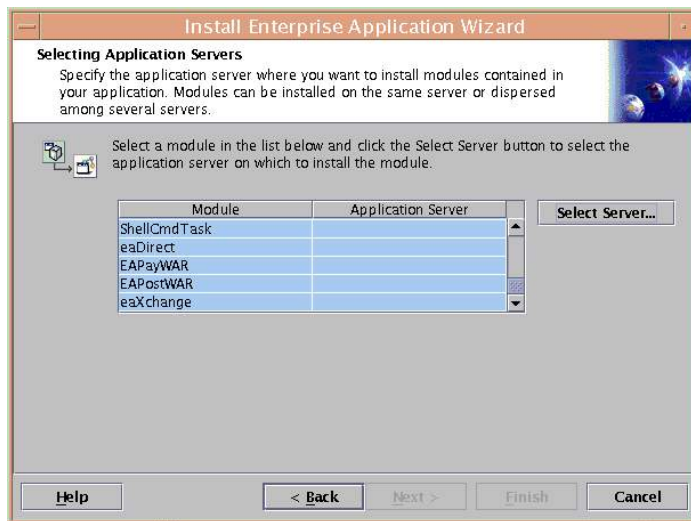 Install Enterprise Application Wizard
Selecting Application Servers
Specify the application server where you want to install modules contained in
your application. Modules can be installed on the same server or dispersed
among several servers.
Select a module in the list below and click the Select Server button to select the
application server on which to install the module.
Module Application Server
Select Server...
ShellCmdTask
eaDirect
EAPayWAR
EAPostWAR
eaXchange
Help < Back Next > Finish Cancel